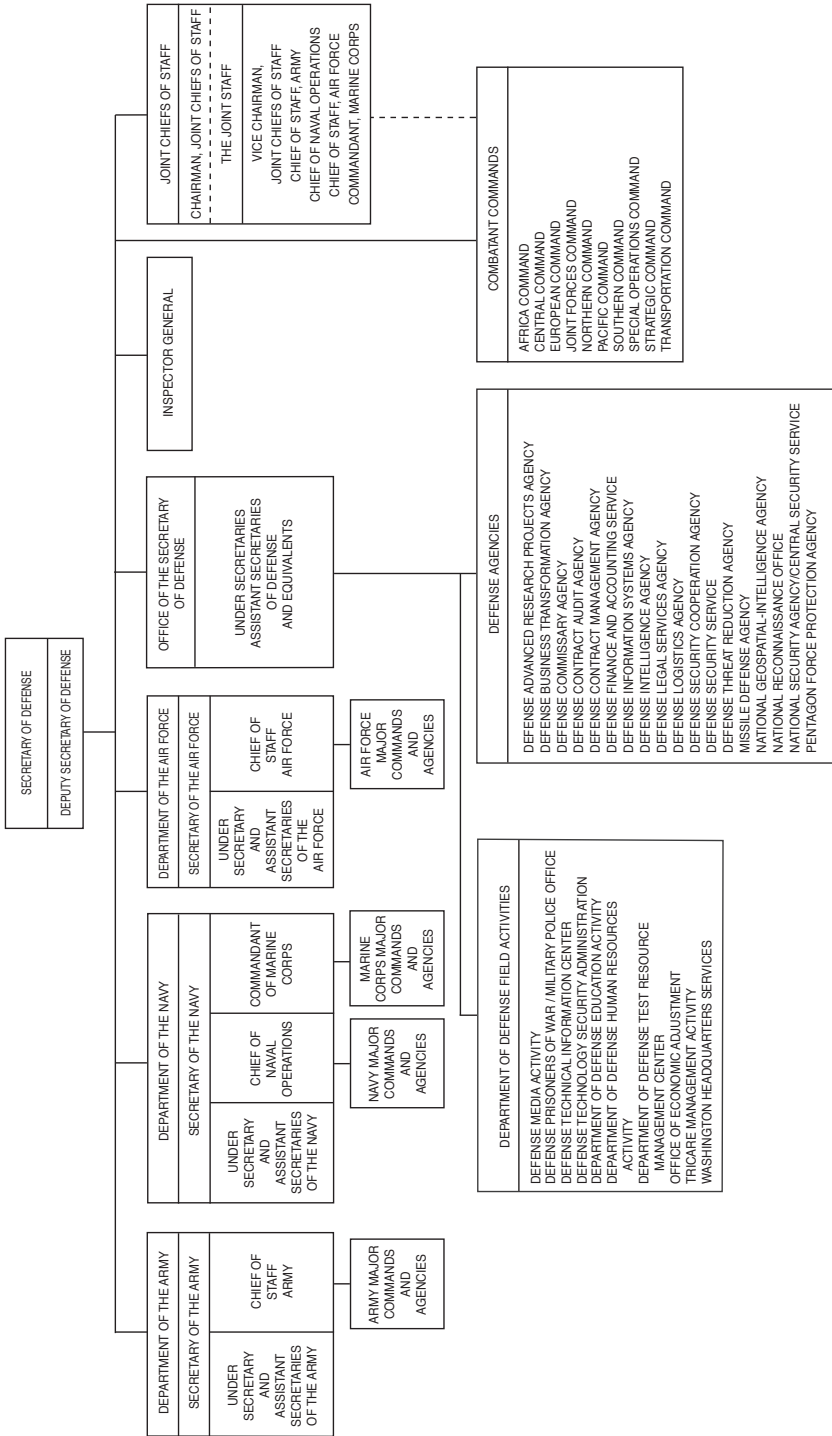 SECRETARY OF DEFENSE
DEPUTY SECRETARY OF DEFENSE
DEPARTMENT OF THE ARMY
SECRETARY OF THE ARMY
UNDER
SECRETARY
AND
ASSISTANT
SECRETARIES
OF THE ARMY
CHIEF OF
STAFF
ARMY
ARMY MAJOR
COMMANDS
AND
AGENCIES
DEPARTMENT OF THE NAVY
SECRETARY OF THE NAVY
UNDER
SECRETARY
AND
ASSISTANT
SECRETARIES
OF THE NAVY
CHIEF OF
NAVAL
OPERATIONS
COMMANDANT
OF MARINE
CORPS
NAVY MAJOR
COMMANDS
AND
AGENCIES
MARINE
CORPS MAJOR
COMMANDS
AND
AGENCIES
DEPARTMENT OF THE AIR FORCE
SECRETARY OF THE AIR FORCE
UNDER
SECRETARY
AND
ASSISTANT
SECRETARIES
OF THE
AIR FORCE
CHIEF OF
STAFF
AIR FORCE
AIR FORCE
MAJOR
COMMANDS
AND
AGENCIES
OFFICE OF THE SECRETARY
OF DEFENSE
UNDER SECRETARIES
ASSISTANT SECRETARIES
OF DEFENSE
AND EQUIVALENTS
INSPECTOR GENERAL
JOINT CHIEFS OF STAFF
CHAIRMAN, JOINT CHIEFS OF STAFF
THE JOINT STAFF
VICE CHAIRMAN,
JOINT CHIEFS OF STAFF
CHIEF OF STAFF, ARMY
CHIEF OF NAVAL OPERATIONS
CHIEF OF STAFF, AIR FORCE
COMMANDANT, MARINE CORPS
DEPARTMENT OF DEFENSE FIELD ACTIVITIES
DEFENSE MEDIA ACTIVITY
DEFENSE PRISONERS OF WAR / MILITARY POLICE OFFICE
DEFENSE TECHNICAL INFORMATION CENTER
DEFENSE TECHNOLOGY SECURITY ADMINISTRATION
DEPARTMENT OF DEFENSE EDUCATION ACTIVITY
DEPARTMENT OF DEFENSE HUMAN RESOURCES
ACTIVITY
DEPARTMENT OF DEFENSE TEST RESOURCE
MANAGEMENT CENTER
OFFICE OF ECONOMIC ADJUSTMENT
TRICARE MANAGEMENT ACTIVITY
WASHINGTON HEADQUARTERS SERVICES
DEFENSE AGENCIES
DEFENSE ADVANCED RESEARCH PROJECTS AGENCY
DEFENSE BUSINESS TRANSFORMATION AGENCY
DEFENSE COMMISSARY AGENCY
DEFENSE CONTRACT AUDIT AGENCY
DEFENSE CONTRACT MANAGEMENT AGENCY
DEFENSE FINANCE AND ACCOUNTING SERVICE
DEFENSE INFORMATION SYSTEMS AGENCY
DEFENSE INTELLIGENCE AGENCY
DEFENSE LEGAL SERVICES AGENCY
DEFENSE LOGISTICS AGENCY
DEFENSE SECURITY COOPERATION AGENCY
DEFENSE SECURITY SERVICE
DEFENSE THREAT REDUCTION AGENCY
MISSILE DEFENSE AGENCY
NATIONAL GEOSPATIAL-INTELLIGENCE AGENCY
NATIONAL RECONNAISSANCE OFFICE
NATIONAL SECURITY AGENCY/CENTRAL SECURITY SERVICE
PENTAGON FORCE PROTECTION AGENCY
COMBATANT COMMANDS
AFRICA COMMAND
CENTRAL COMMAND
EUROPEAN COMMAND
JOINT FORCES COMMAND
NORTHERN COMMAND
PACIFIC COMMAND
SOUTHERN COMMAND
SPECIAL OPERATIONS COMMAND
STRATEGIC COMMAND
TRANSPORTATION COMMAND